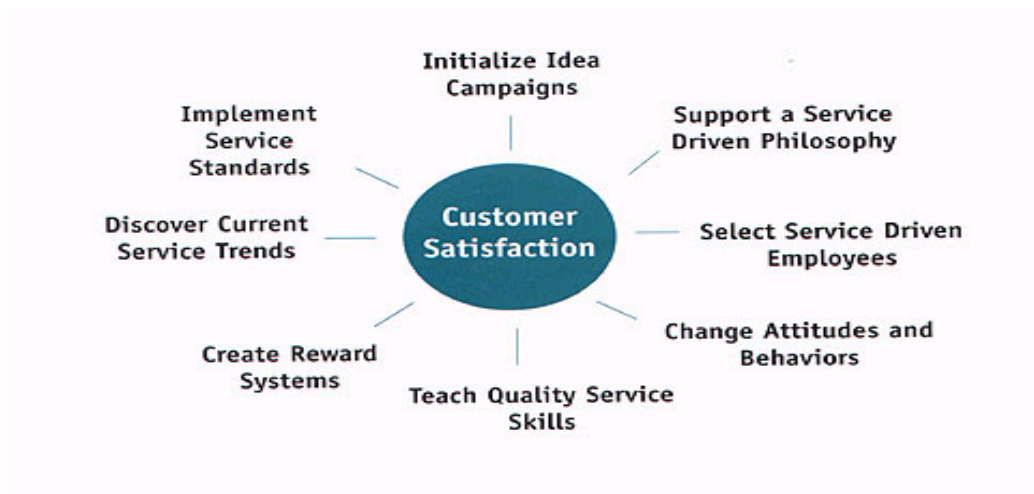 Initialize Idea
Campaigns
Support a Service
Driven Philosophy
Select Service Driven
Employees
Change Attitudes and
Behaviors
Teach Quality Service
Skills
Create Reward
Systems
Discover Current
Service Trends
Implement
Service
Standards
Customer
Satisfaction